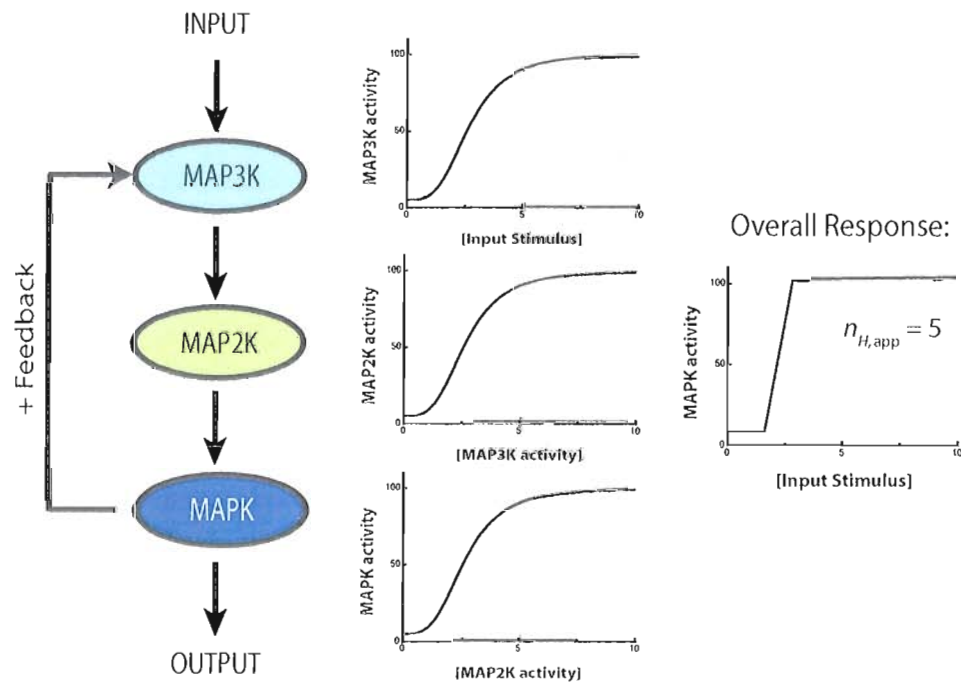 INPUT
MAP3K
MAP2K
MAPK
OUTPUT
+ Feedback
MAP3K activity
100
50
0
5
10
[Input Stimulus]
MAP2K activity
100
50
0
5
10
[MAP3K activity]
MAPK activity
100
50
0
5
10
[MAP2K activity]
Overall Response:
MAPK activity
100
50
0
5
10
nH,app = 5
[Input Stimulus]